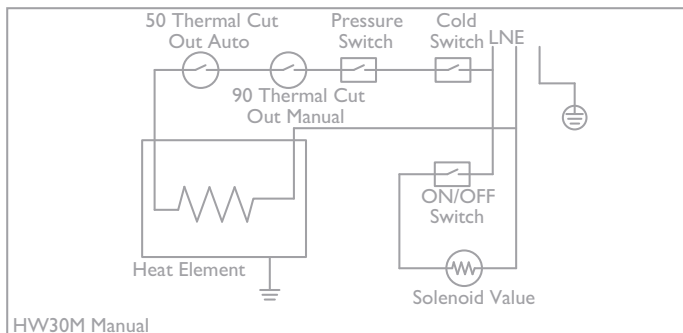 50 Thermal Cut
Out Auto
Pressure
Switch
Cold
Switch
LNE
90 Thermal Cut
Out Manual
ON/OFF
Switch
Heat Element
Solenoid Value
HW30M Manual